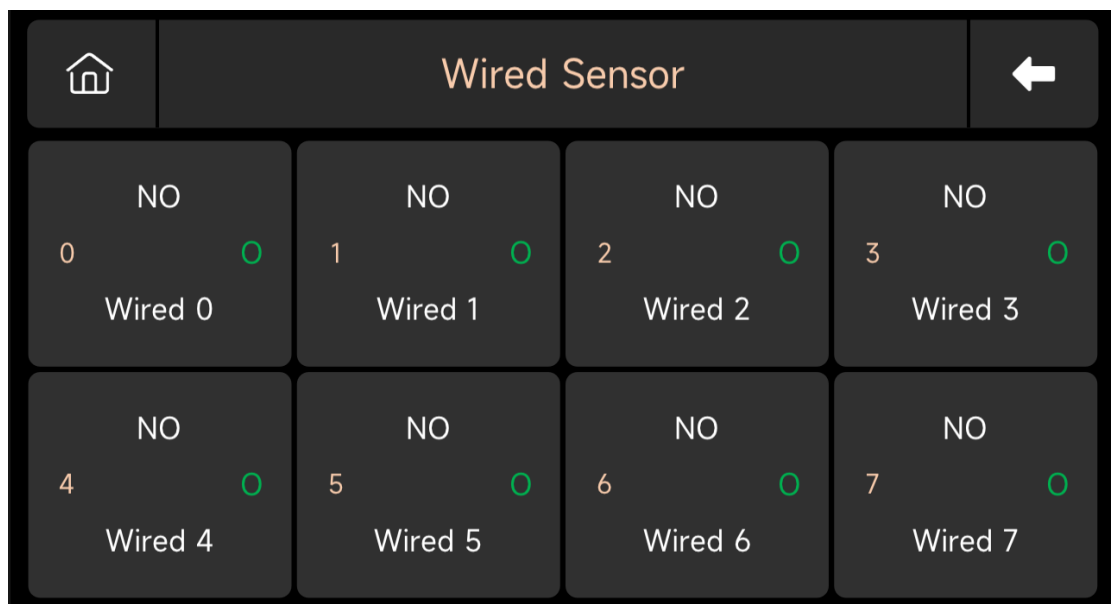 Wired Sensor
NO NO NO NO
0 O 1 O 2 O 3 O
Wired 0 Wired 1 Wired 2 Wired 3
NO NO NO NO
4 O 5 O 6 O 7 O
Wired 4 Wired 5 Wired 6 Wired 7